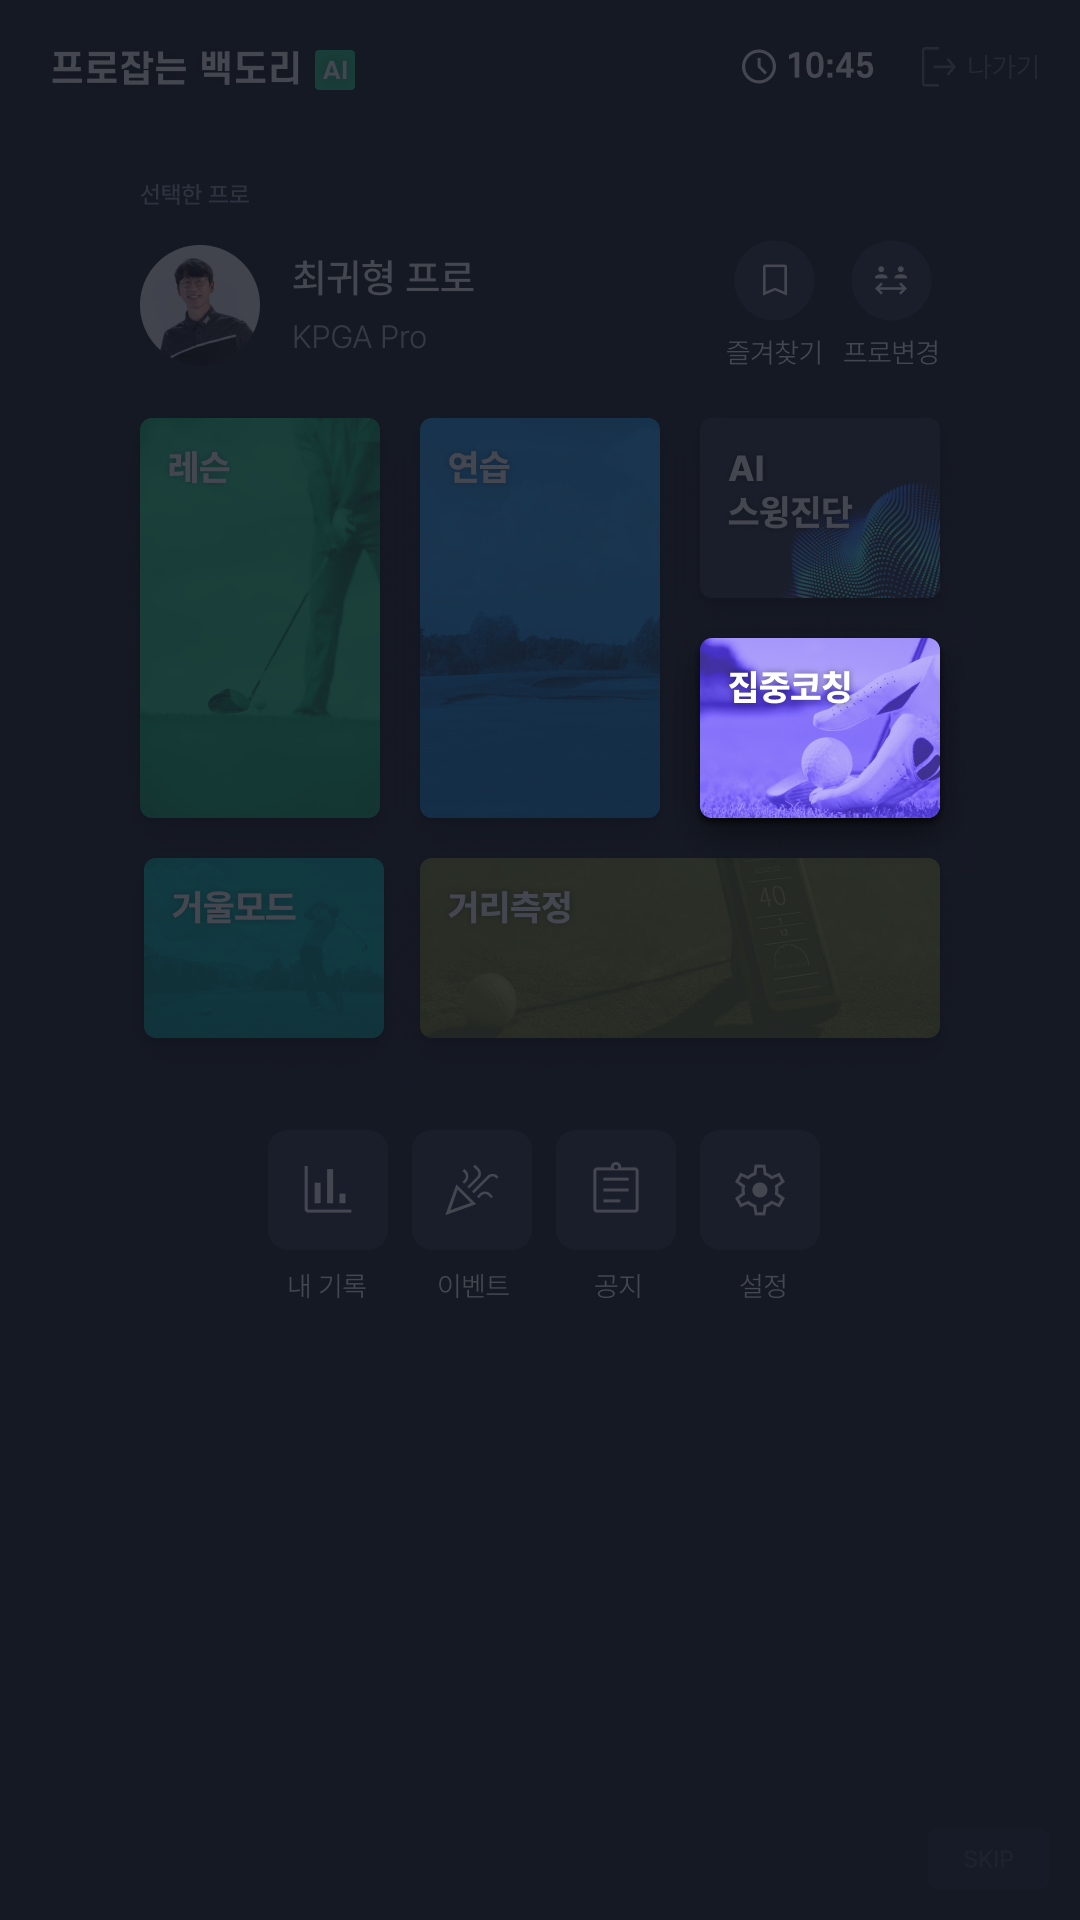 프로잡는 백도리 AI
10:45
나가기
선택한 프로
최귀형 프로
KPGA Pro
즐겨찾기
프로변경
레슨
연습
AI
스윙진단
집중코칭
거울모드
거리측정
40
내 기록
이벤트
공지
설정
SKIP